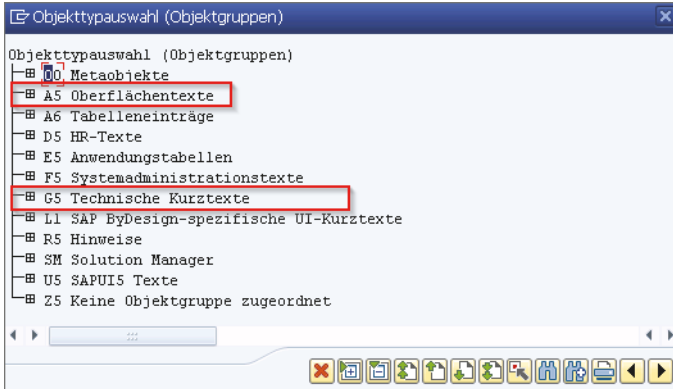 Objekttypauswahl (Objektgruppen)
Objekttypauswahl (Objektgruppen)
00 Metaobjekte
A5 Oberflächentexte
A6 Tabelleneinträge
D5 HR-Texte
E5 Anwendungstabellen
F5 Systemadministrationstexte
G5 Technische Kurztexte
L1 SAP ByDesign-spezifische UI-Kurztexte
R5 Hinweise
SM Solution Manager
U5 SAPUI5 Texte
Z5 Keine Objektgruppe zugeordnet